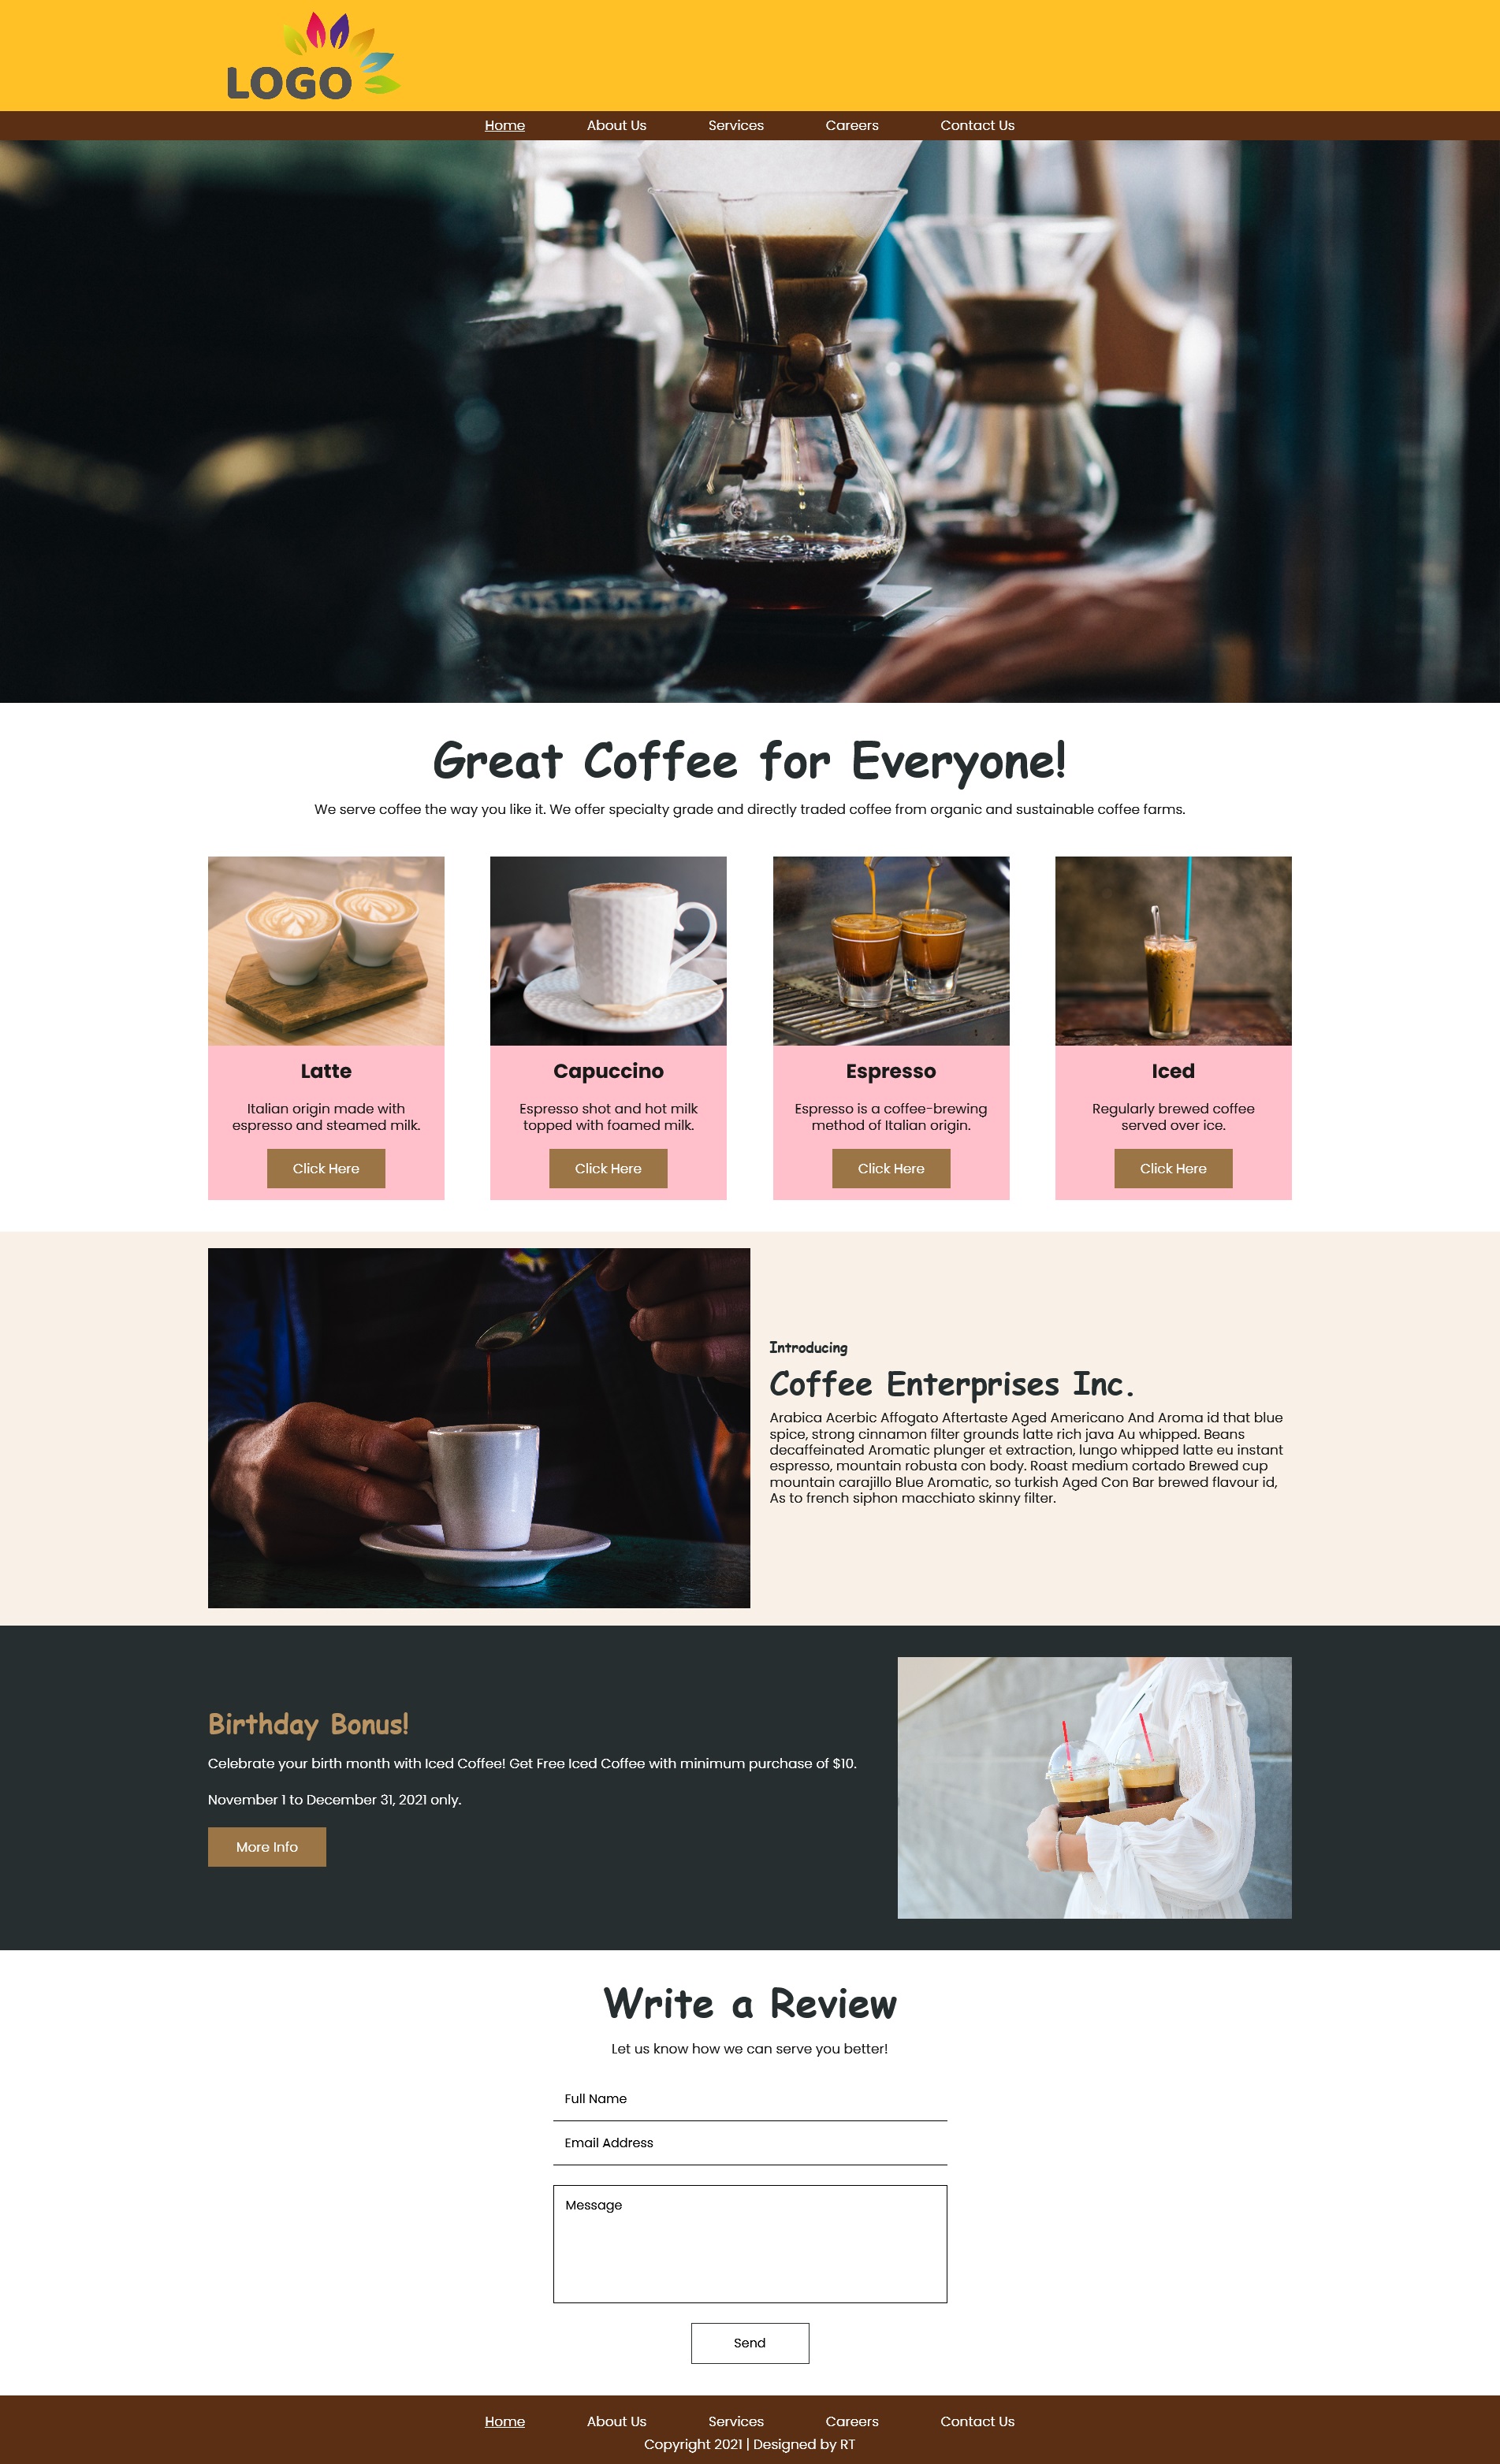 LOGO
Home About Us Services Careers Contact Us
Great Coffee for Everyone!
We serve coffee the way you like it. We offer specialty grade and directly traded coffee from organic and sustainable coffee farms.
Latte
Italian origin made with
espresso and steamed milk.
Click Here
Capuccino
Espresso shot and hot milk
topped with foamed milk.
Click Here
Espresso
Espresso is a coffee-brewing
method of Italian origin.
Click Here
Iced
Regularly brewed coffee
served over ice.
Click Here
Introducing
Coffee Enterprises Inc.
Arabica Acerbic Affogato Aftertaste Aged Americano And Aroma id that blue
spice, strong cinnamon filter grounds latte rich java Au whipped. Beans
decaffeinated Aromatic plunger et extraction, lungo whipped latte eu instant
espresso, mountain robusta con body. Roast medium cortado Brewed cup
mountain carajillo Blue Aromatic, so turkish Aged Con Bar brewed flavour id,
As to french siphon macchiato skinny filter.
Birthday Bonus!
Celebrate your birth month with Iced Coffee! Get Free Iced Coffee with minimum purchase of $10.
November 1 to December 31, 2021 only.
More Info
Write a Review
Let us know how we can serve you better!
Full Name
Email Address
Message
Send
Home About Us Services Careers Contact Us
Copyright 2021 | Designed by RT